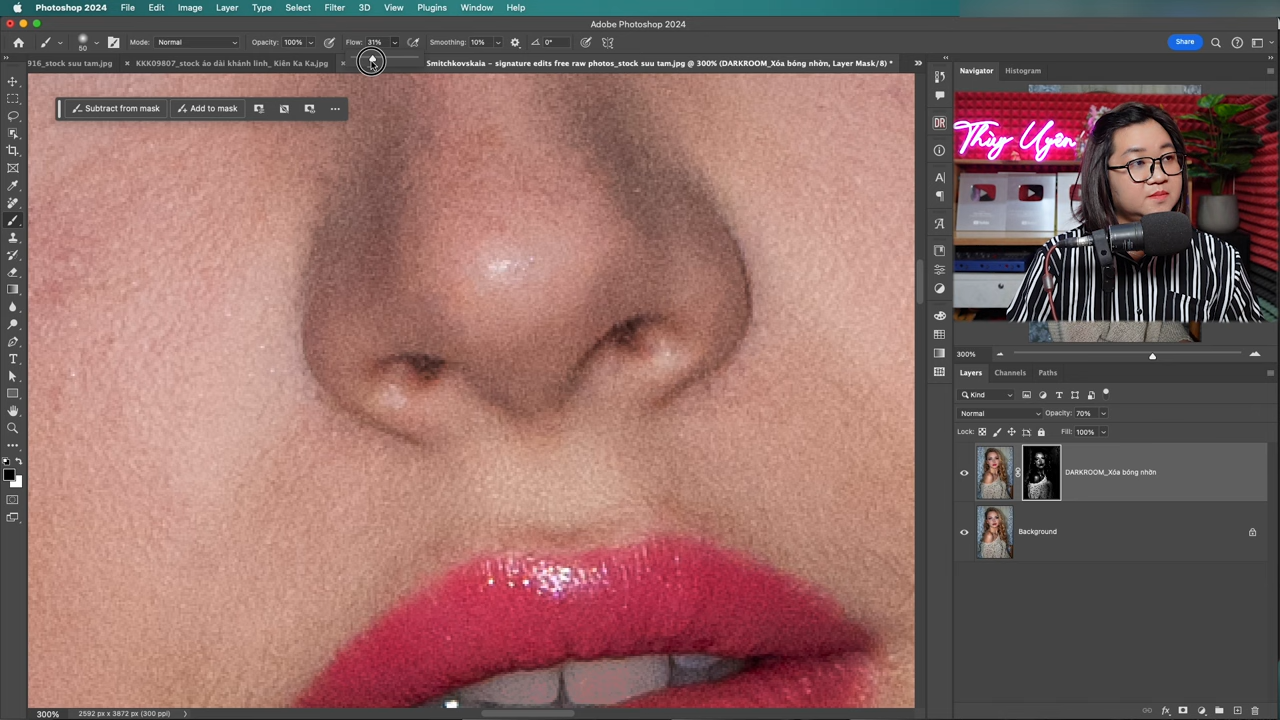 Photoshop 2024 File Edit Image Layer Type Select Filter 3D View Plugins Window Help
Adobe Photoshop 2024
50 Mode: Normal Opacity: 100% Flow: 31% Smoothing: 10% 0° Share
916_stock suu tam.jpg × KKK09807_stock áo dài khánh linh_ Kiên Ka Ka.jpg × Smitchkovskaia – signature edits free raw photos_stock suu tam.jpg @ 300% (DARKROOM_Xóa bóng nhờn, Layer Mask/8) *
Navigator Histogram
Subtract from mask Add to mask
DR
Thùy Uyên
300%
Layers Channels Paths
Kind
Normal Opacity: 70%
Lock: Fill: 100%
DARKROOM_Xóa bóng nhờn
Background
300% 2592 px x 3872 px (300 ppi)